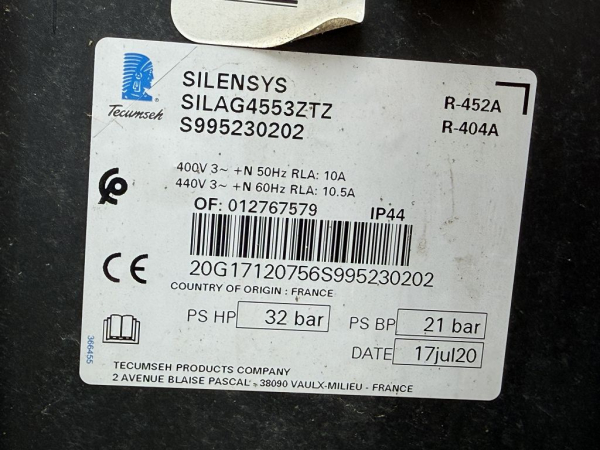 Tecumseh
SILENSYS
SILAG4553ZTZ
S995230202
R-452A
R-404A
400V 3~ +N 50Hz RLA: 10A
440V 3~ +N 60Hz RLA: 10.5A
OF: 012767579 IP44
20G17120756S995230202
CE
COUNTRY OF ORIGIN : FRANCE
PS HP 32 bar PS BP 21 bar
DATE 17jul20
366455
TECUMSEH PRODUCTS COMPANY
2 AVENUE BLAISE PASCAL - 38090 VAULX-MILIEU - FRANCE